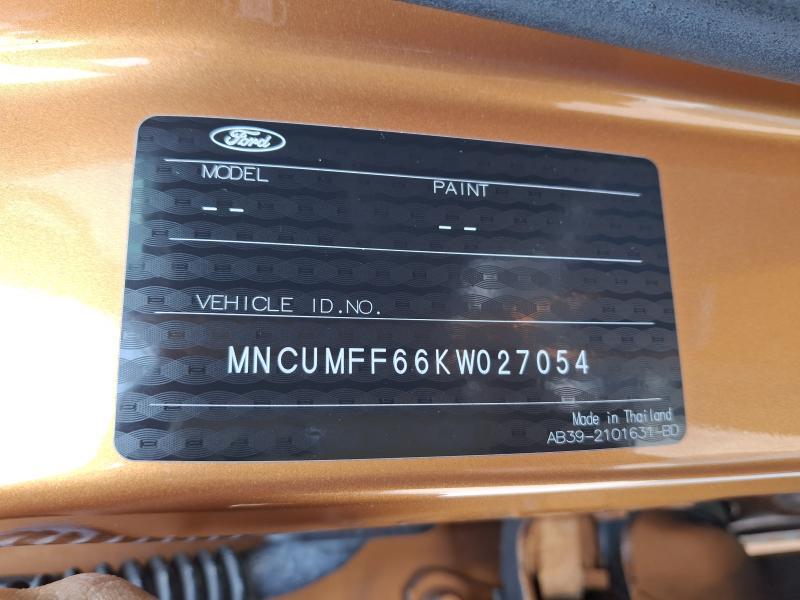 Ford
MODEL
PAINT
--
--
VEHICLE ID.NO.
MNCUMFF66KW027054
Made in Thailand
AB39-2101631-BD